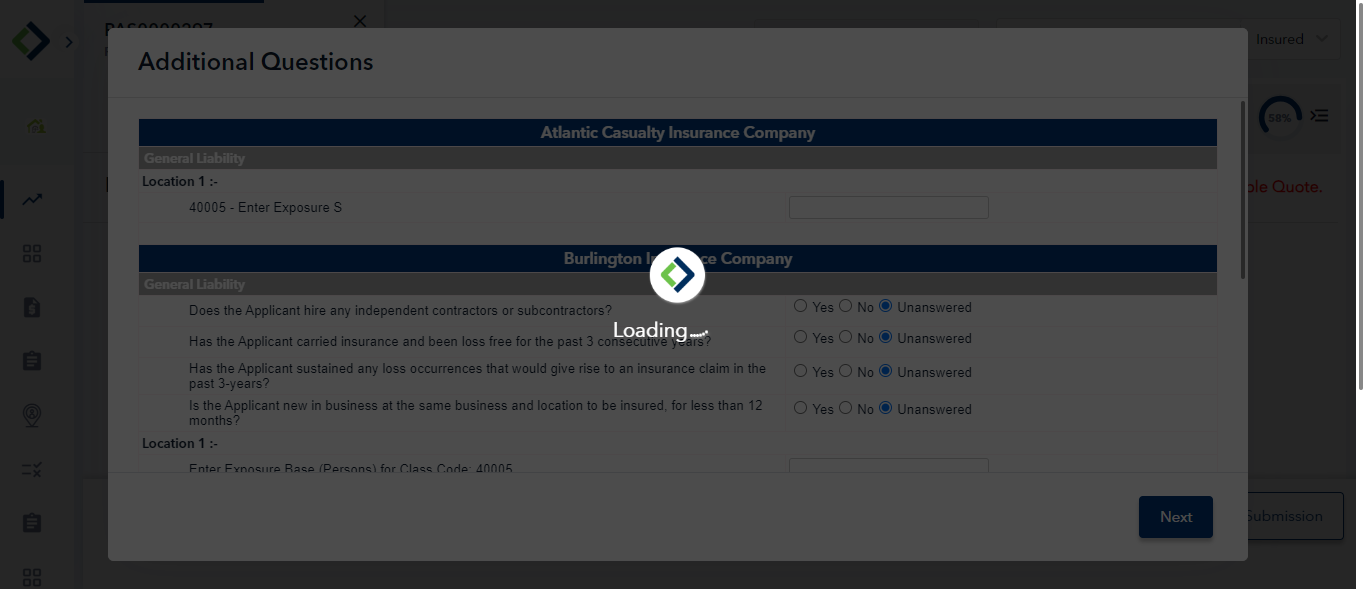 PAS0000297
Insured
Additional Questions
58%
Atlantic Casualty Insurance Company
General Liability
Location 1 :-
ble Quote.
40005 - Enter Exposure S
Burlington I ce Company
General Liability
Does the Applicant hire any independent contractors or subcontractors?
Yes No Unanswered
Loading....
Has the Applicant carried insurance and been loss free for the past 3 consecutive years?
Yes No Unanswered
Has the Applicant sustained any loss occurrences that would give rise to an insurance claim in the
past 3-years?
Yes No Unanswered
Is the Applicant new in business at the same business and location to be insured, for less than 12
months?
Yes No Unanswered
Location 1 :-
Enter Exposure Base (Persons) for Class Code: 40005
Next
Submission